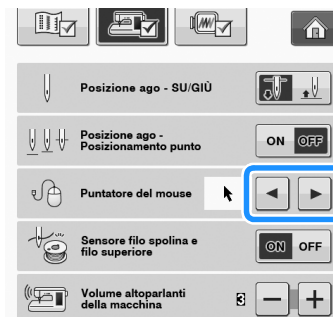 Posizione ago - SU/GIÙ
Posizione ago -
Posizionamento punto
ON OFF
Puntatore del mouse
Sensore filo spolina e
filo superiore
ON OFF
Volume altoparlanti
della macchina
3